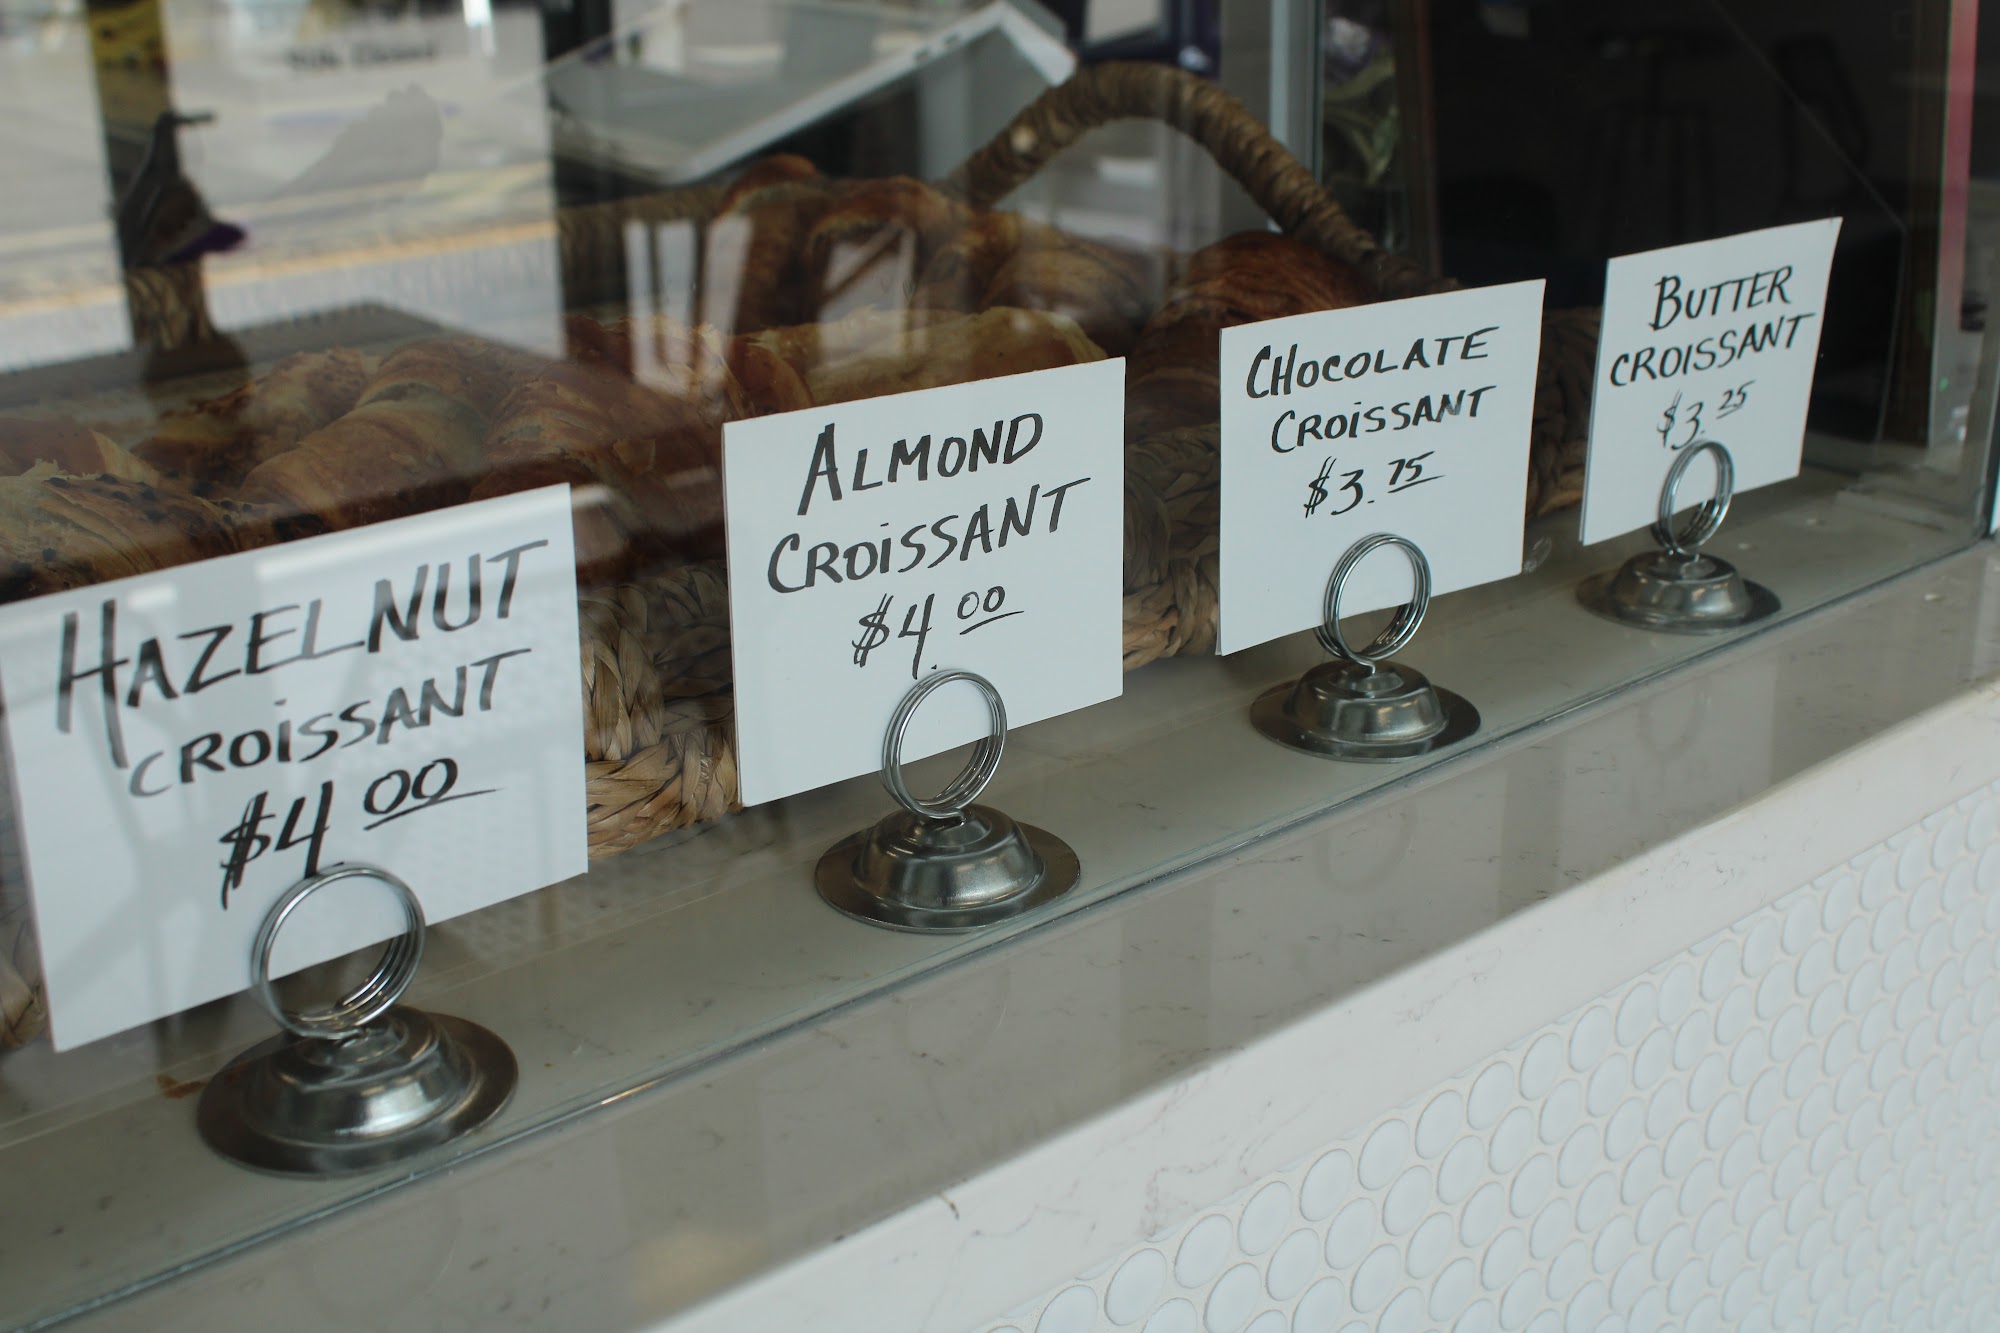 HAZELNUT
CROISSANT
$4.00
ALMOND
CROISSANT
$4.00
CHOCOLATE
CROISSANT
$3.75
BUTTER
CROISSANT
$3.25